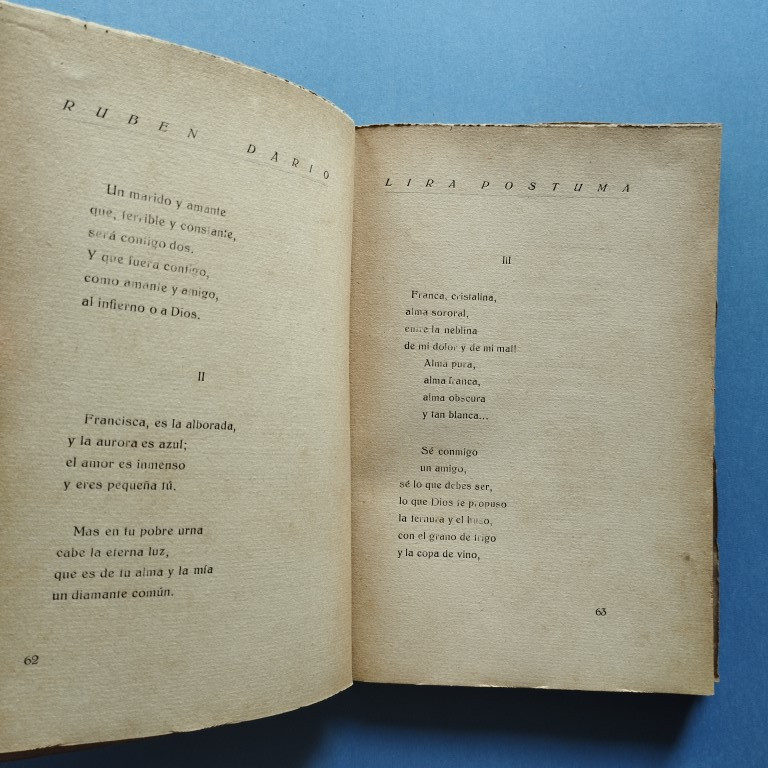 RUBEN DARIO
Un marido y amante
que, terrible y constante,
será contigo dos.
Y que fuera contigo,
como amante y amigo,
al infierno o a Dios.
II
Francisca, es la alborada,
y la aurora es azul;
el amor es inmenso
y eres pequeña tú.
Mas en tu pobre urna
cabe la eterna luz,
que es de tu alma y la mía
un diamante común.
62
LIRA POSTUMA
III
Franca, cristalina,
alma sororal,
entre la neblina
de mi dolor y de mi mal!
Alma pura,
alma franca,
alma obscura
y tan blanca...
Sé conmigo
un amigo,
sé lo que debes ser,
lo que Dios te propuso
la ternura y el huso,
con el grano de trigo
y la copa de vino,
63